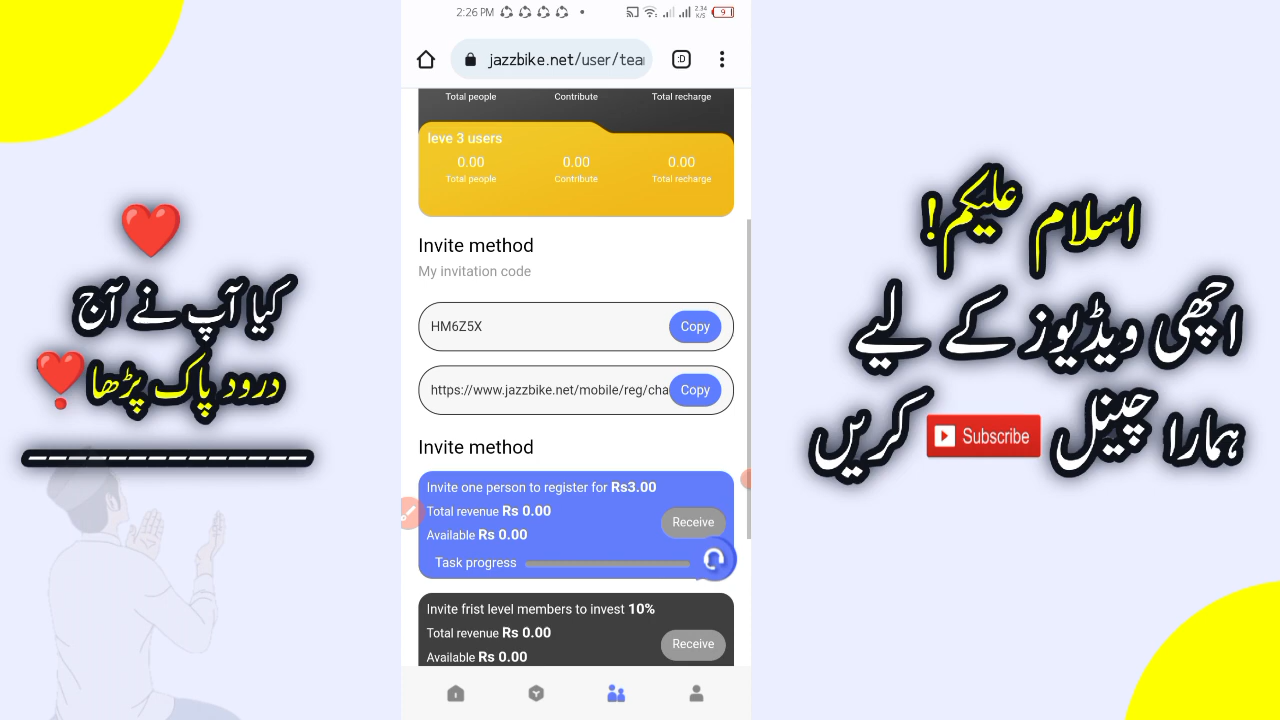 کیا آپ نے آج
درود پاک پڑھا
2:26 PM
2.34 K/S
9
jazzbike.net/user/tea
:D
Total people
Contribute
Total recharge
leve 3 users
0.00
0.00
0.00
Total people
Contribute
Total recharge
Invite method
My invitation code
HM6Z5X
Copy
https://www.jazzbike.net/mobile/reg/cha
Copy
Invite method
Invite one person to register for Rs3.00
Total revenue Rs 0.00
Available Rs 0.00
Receive
Task progress
Invite frist level members to invest 10%
Total revenue Rs 0.00
Available Rs 0.00
Receive
اسلام علیکم!
اچھی ویڈیوز کے لیے
ہمارا چینل Subscribe کریں